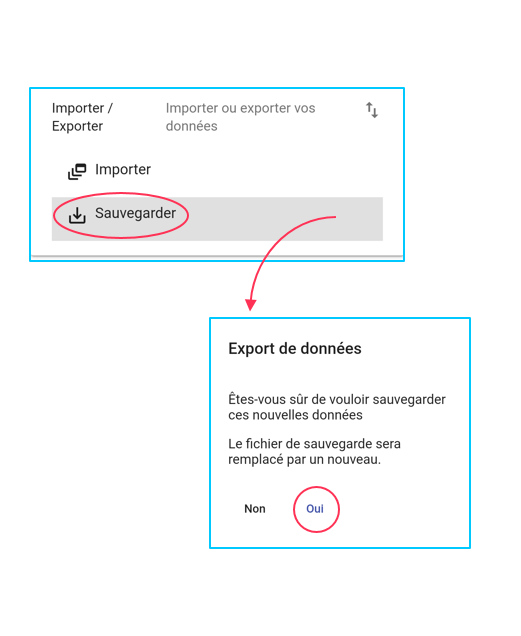 Importer /
Exporter
Importer ou exporter vos
données
Importer
Sauvegarder
Export de données
Êtes-vous sûr de vouloir sauvegarder
ces nouvelles données
Le fichier de sauvegarde sera
remplacé par un nouveau.
Non
Oui